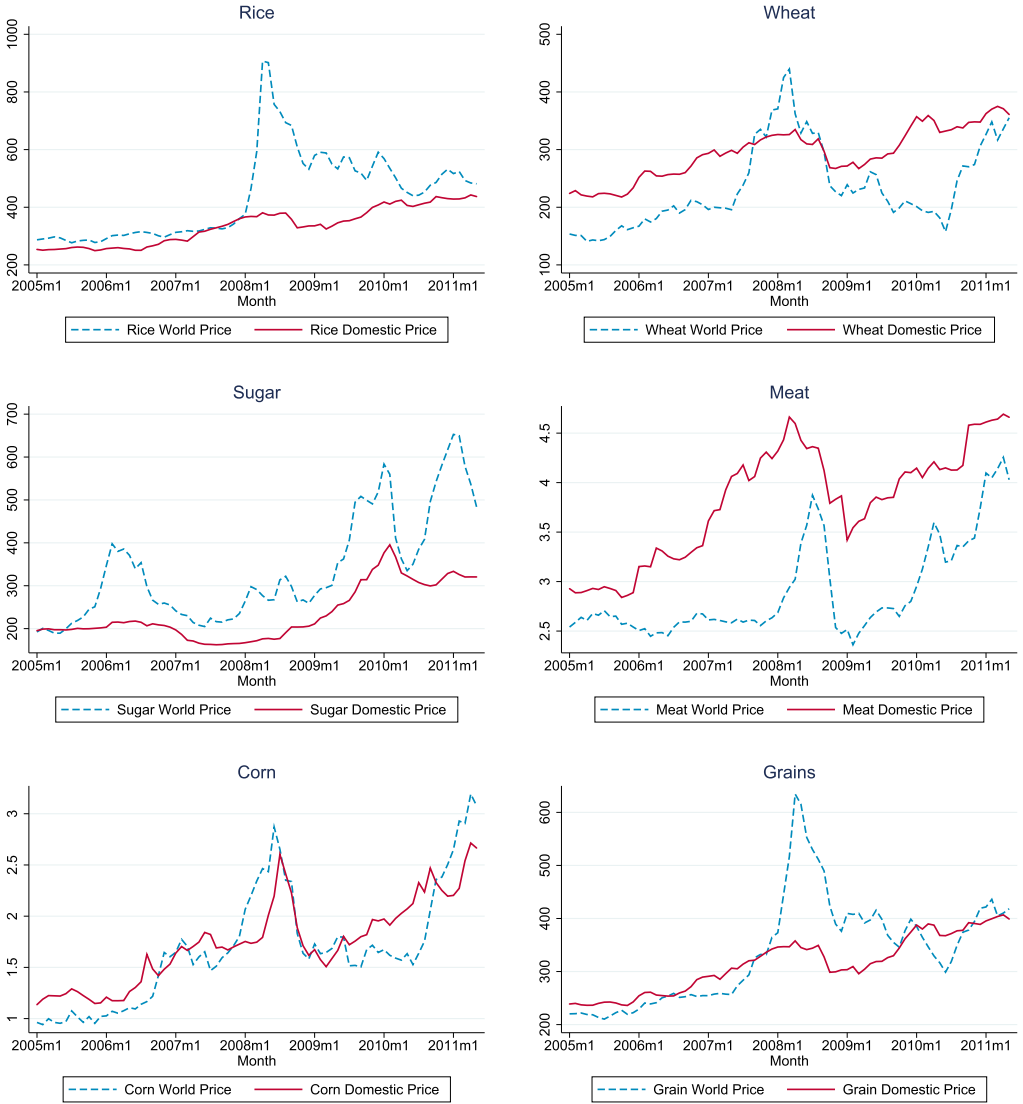 Rice
1000
800
600
400
200
2005m1 2006m1 2007m1 2008m1 2009m1 2010m1 2011m1
Month
Rice World Price Rice Domestic Price
Wheat
500
400
300
200
100
2005m1 2006m1 2007m1 2008m1 2009m1 2010m1 2011m1
Month
Wheat World Price Wheat Domestic Price
Sugar
700
600
500
400
300
200
2005m1 2006m1 2007m1 2008m1 2009m1 2010m1 2011m1
Month
Sugar World Price Sugar Domestic Price
Meat
4.5
4
3.5
3
2.5
2005m1 2006m1 2007m1 2008m1 2009m1 2010m1 2011m1
Month
Meat World Price Meat Domestic Price
Corn
3
2.5
2
1.5
1
2005m1 2006m1 2007m1 2008m1 2009m1 2010m1 2011m1
Month
Corn World Price Corn Domestic Price
Grains
600
500
400
300
200
2005m1 2006m1 2007m1 2008m1 2009m1 2010m1 2011m1
Month
Grain World Price Grain Domestic Price